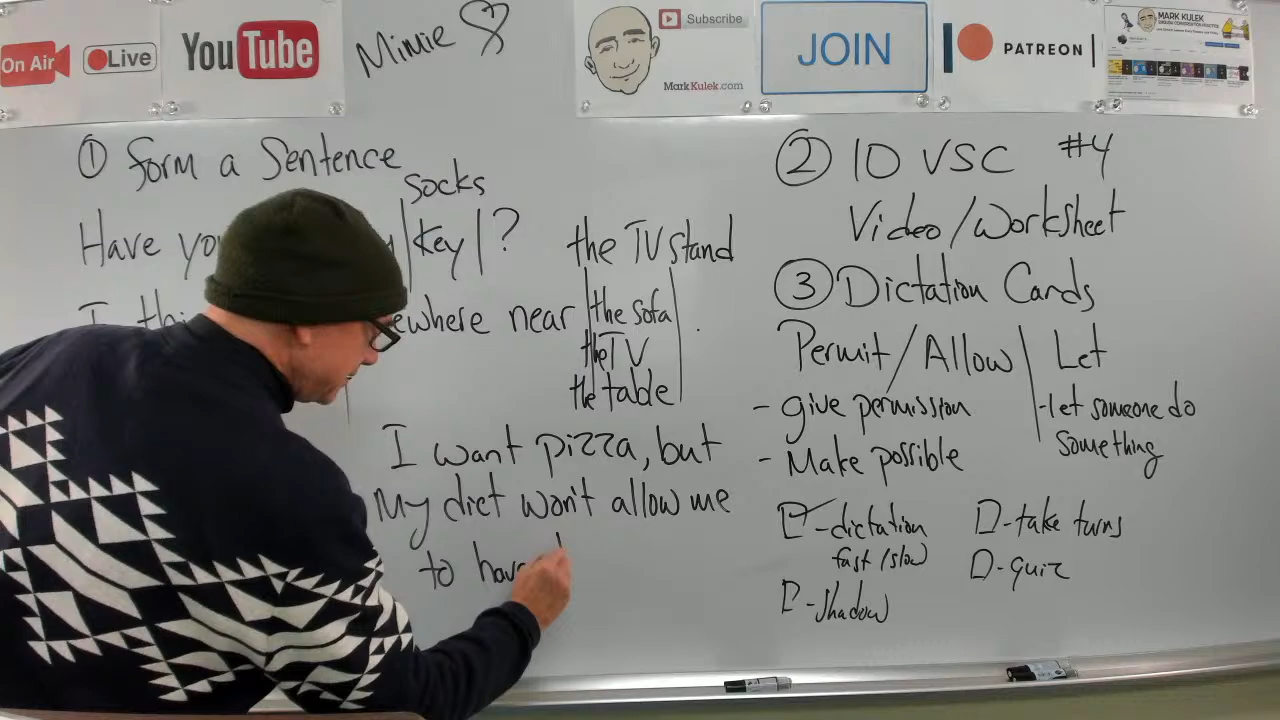 On Air
Live
YouTube
Mimie
Subscribe
MarkKulek.com
JOIN
PATREON
MARK KULEK
① Form a Sentence
socks
Have you key ?
the TV stand
I thi ewhere near the sofa .
the TV
the table
I want pizza, but
My diet won't allow me
to have
② 10 VSC #4
Video/Worksheet
③ Dictation Cards
Permit/Allow Let
- give permission
- Make possible
- let someone do
something
- dictation
fast/slow
- shadow
- take turns
- quiz